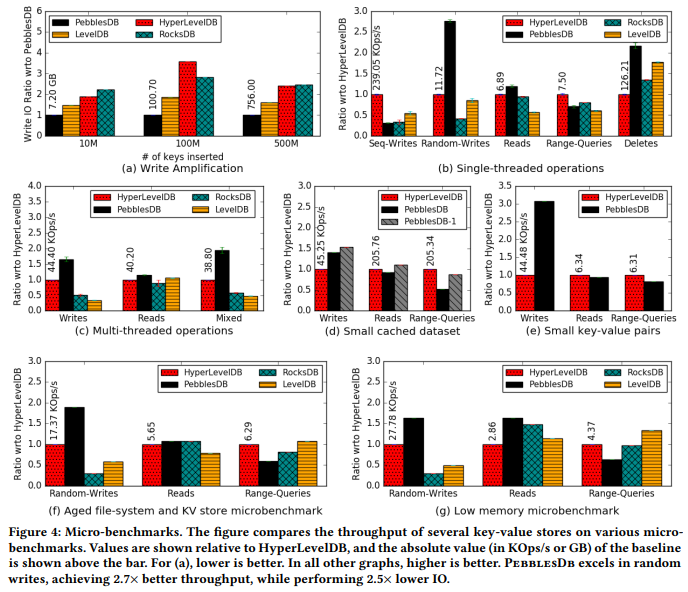 (a) Write Amplification
Write IO Ratio wrto PebblesDB
6
5
4
3
2
1
0
PebblesDB
LevelDB
HyperLevelDB
RocksDB
7.20 GB
100.70
756.00
10M
100M
500M
# of keys inserted
(b) Single-threaded operations
Ratio wrto HyperLevelDB
3.0
2.5
2.0
1.5
1.0
0.5
0.0
HyperLevelDB
PebblesDB
RocksDB
LevelDB
239.05 KOps/s
11.72
6.89
7.50
126.21
Seq-Writes
Random-Writes
Reads
Range-Queries
Deletes
(c) Multi-threaded operations
Ratio wrto HyperLevelDB
4.0
3.5
3.0
2.5
2.0
1.5
1.0
0.5
0.0
HyperLevelDB
PebblesDB
RocksDB
LevelDB
44.40 KOps/s
40.20
38.80
Writes
Reads
Mixed
(d) Small cached dataset
Ratio wrto HyperLevelDB
3.0
2.5
2.0
1.5
1.0
0.5
0.0
HyperLevelDB
PebblesDB
PebblesDB-1
45.25 KOps/s
205.76
205.34
Writes
Reads
Range-Queries
(e) Small key-value pairs
Ratio wrto HyperLevelDB
3.5
3.0
2.5
2.0
1.5
1.0
0.5
0.0
HyperLevelDB
PebblesDB
44.48 KOps/s
6.34
6.31
Writes
Reads
Range-Queries
(f) Aged file-system and KV store microbenchmark
Ratio wrto HyperLevelDB
3.0
2.5
2.0
1.5
1.0
0.5
0.0
HyperLevelDB
PebblesDB
RocksDB
LevelDB
17.37 KOps/s
5.65
6.29
Random-Writes
Reads
Range-Queries
(g) Low memory microbenchmark
Ratio wrto HyperLevelDB
3.0
2.5
2.0
1.5
1.0
0.5
0.0
HyperLevelDB
PebblesDB
RocksDB
LevelDB
27.78 KOps/s
2.86
4.37
Random-Writes
Reads
Range-Queries
Figure 4: Micro-benchmarks. The figure compares the throughput of several key-value stores on various micro-
benchmarks. Values are shown relative to HyperLevelDB, and the absolute value (in KOps/s or GB) of the baseline
is shown above the bar. For (a), lower is better. In all other graphs, higher is better. PebblesDb excels in random
writes, achieving 2.7× better throughput, while performing 2.5× lower IO.